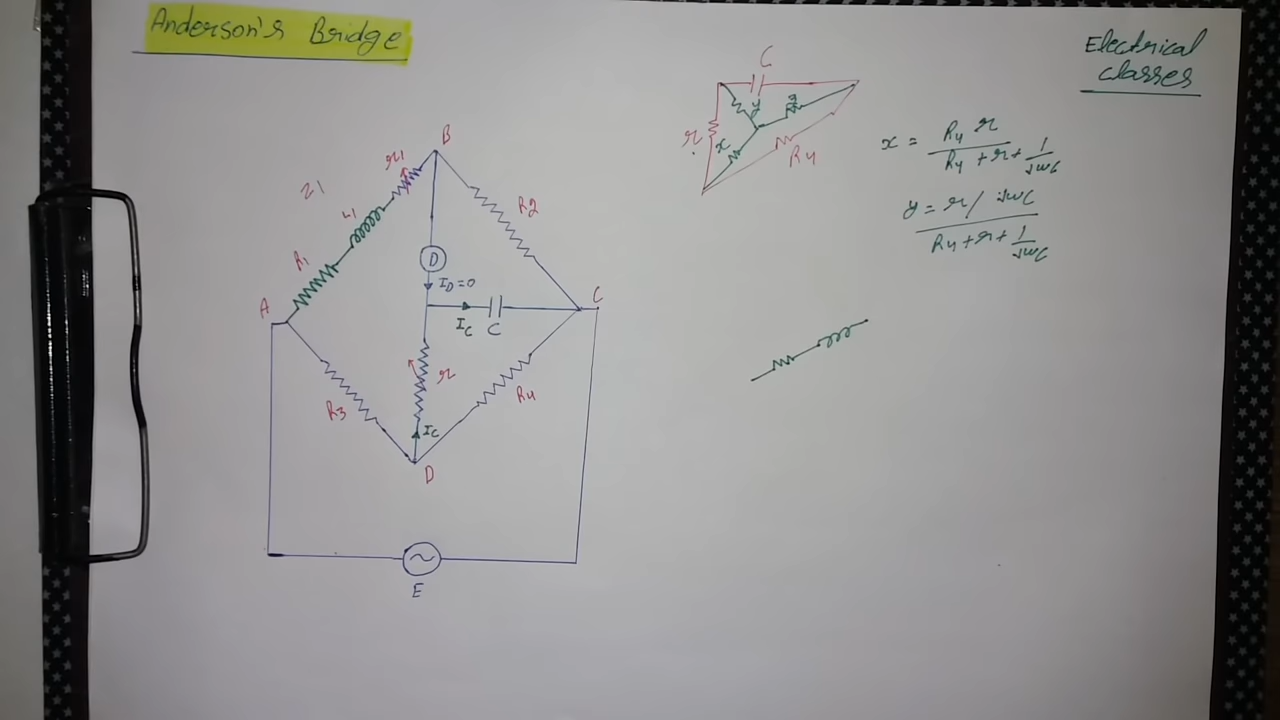 Anderson's Bridge
Electrical
classes
B
r1
Z1
L1
R1
R2
D
ID=0
A
C
IC
C
r
R3
R4
IC
D
E
C
r
y
z
x
R4
x = R4 r / R4 + r + 1/jωC
y = r / jωC / R4 + r + 1/jωC